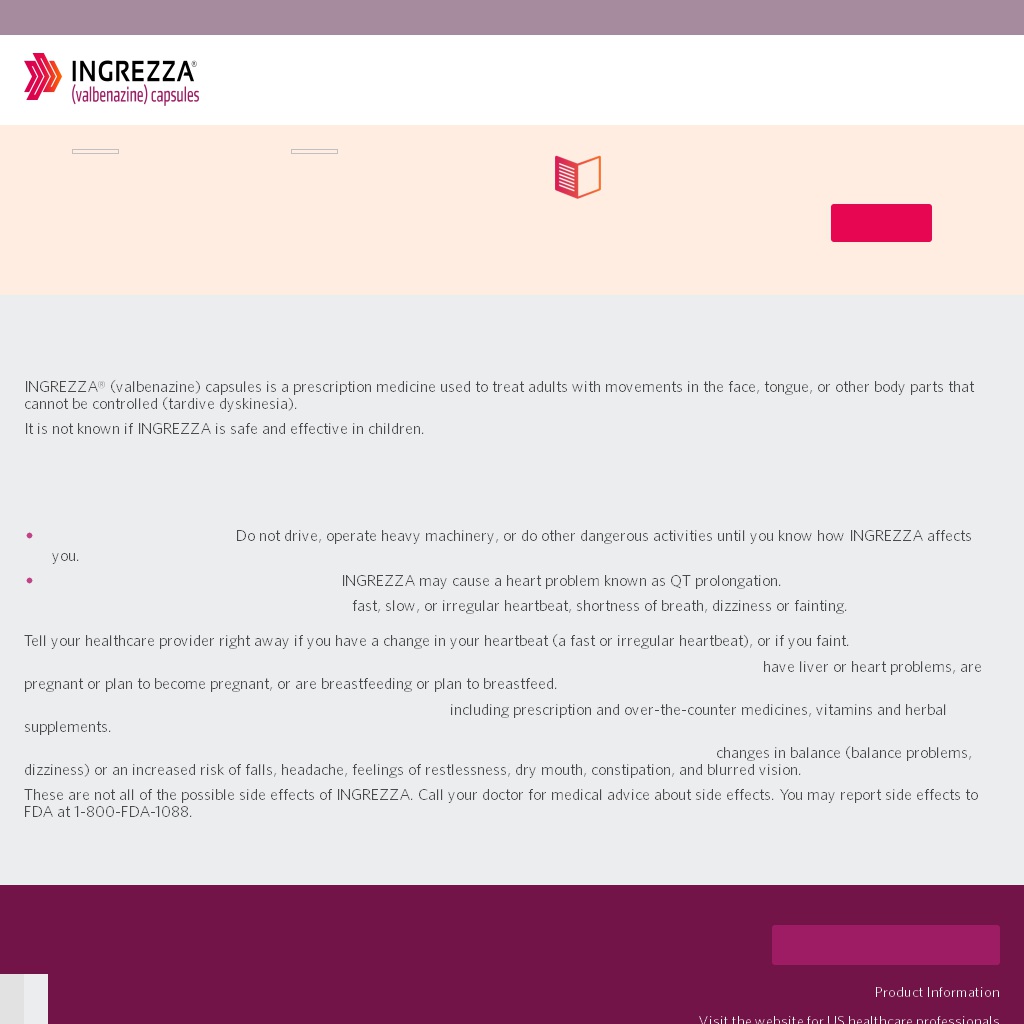 INGREZZA®
(valbenazine) capsules
INGREZZA® (valbenazine) capsules is a prescription medicine used to treat adults with movements in the face, tongue, or other body parts that
cannot be controlled (tardive dyskinesia).
It is not known if INGREZZA is safe and effective in children.
• Do not drive, operate heavy machinery, or do other dangerous activities until you know how INGREZZA affects
you.
• INGREZZA may cause a heart problem known as QT prolongation.
fast, slow, or irregular heartbeat, shortness of breath, dizziness or fainting.
Tell your healthcare provider right away if you have a change in your heartbeat (a fast or irregular heartbeat), or if you faint.
have liver or heart problems, are
pregnant or plan to become pregnant, or are breastfeeding or plan to breastfeed.
including prescription and over-the-counter medicines, vitamins and herbal
supplements.
changes in balance (balance problems,
dizziness) or an increased risk of falls, headache, feelings of restlessness, dry mouth, constipation, and blurred vision.
These are not all of the possible side effects of INGREZZA. Call your doctor for medical advice about side effects. You may report side effects to
FDA at 1-800-FDA-1088.
Product Information
Visit the website for US healthcare professionals